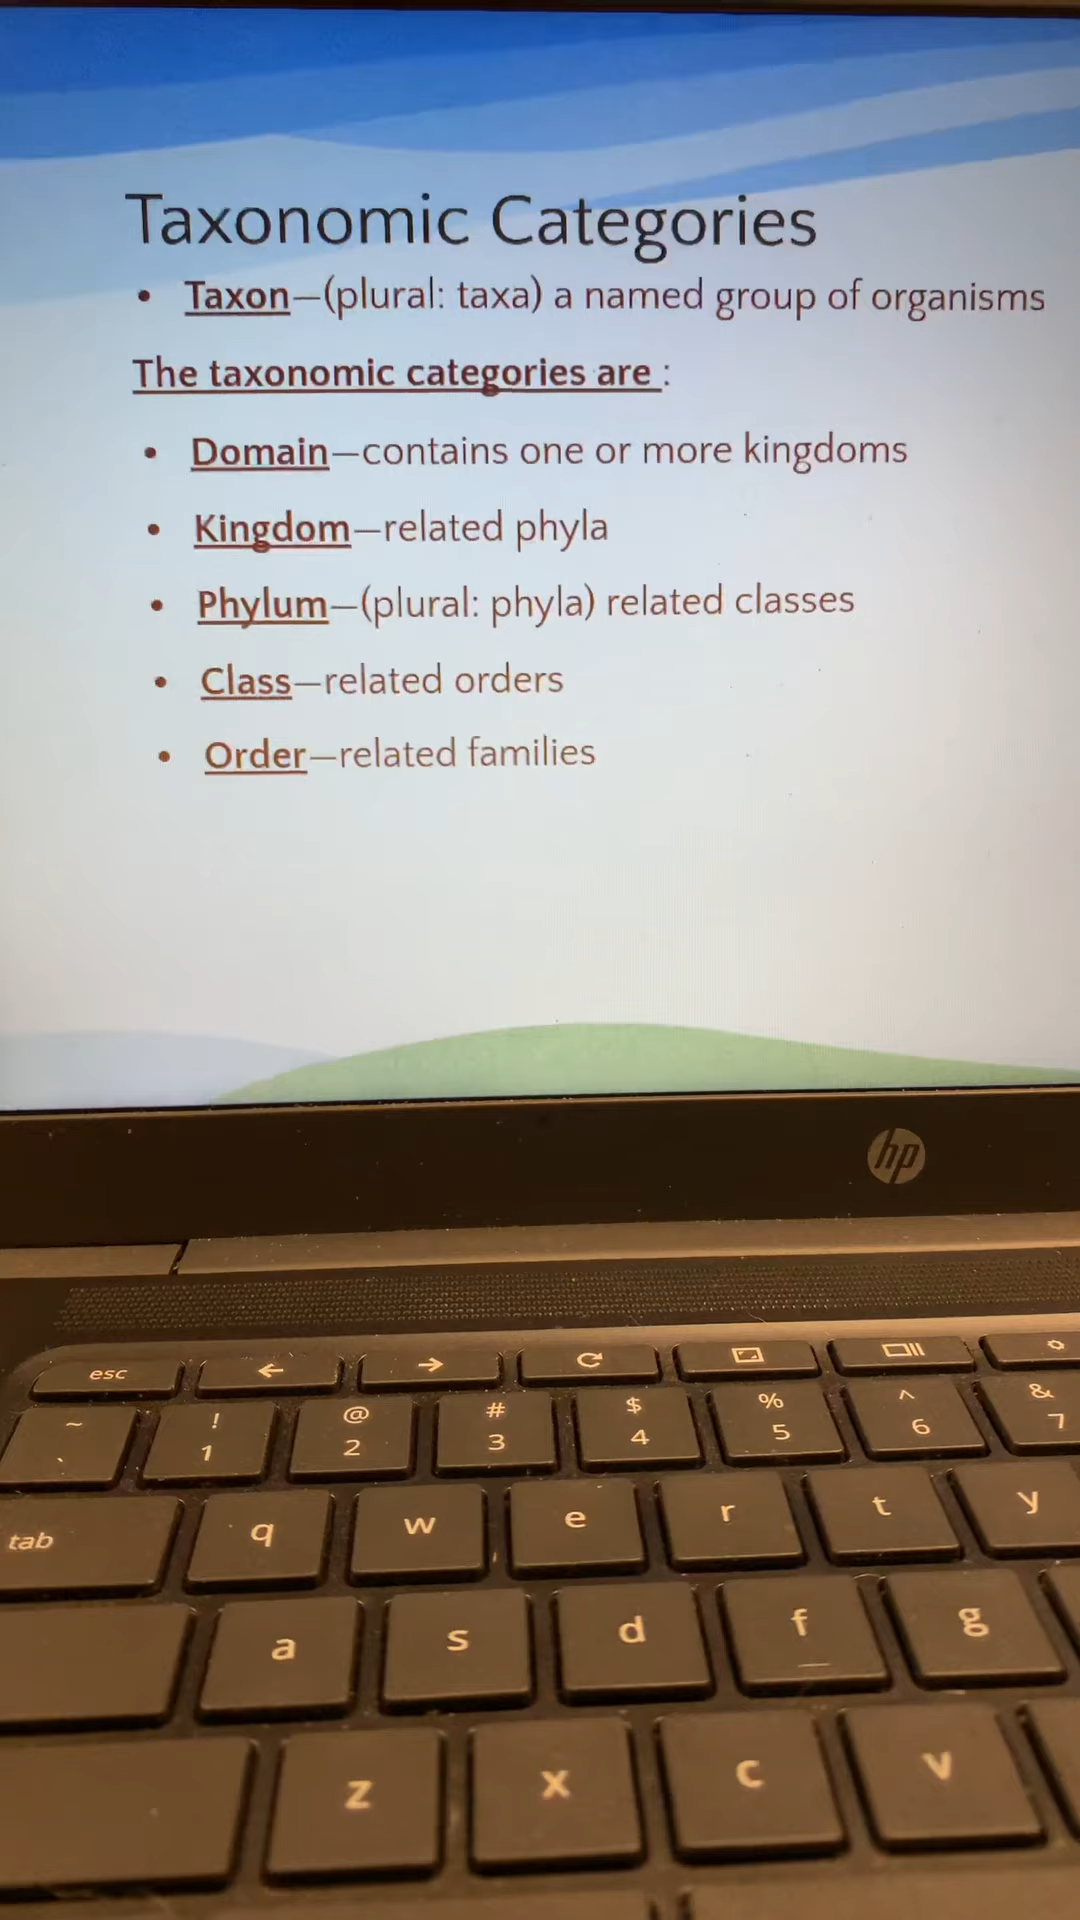 Taxonomic Categories
• Taxon—(plural: taxa) a named group of organisms
The taxonomic categories are :
• Domain—contains one or more kingdoms
• Kingdom—related phyla
• Phylum—(plural: phyla) related classes
• Class—related orders
• Order—related families
hp
esc
~ ! @ # $ % ^ &
` 1 2 3 4 5 6 7
tab q w e r t y
a s d f g
z x c v